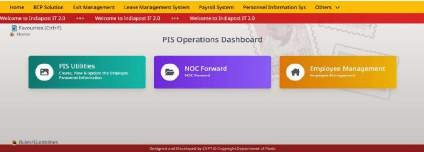 Home BCP Solution Exit Management Leave Management System Payroll System Personnel Information Sys Others
Welcome to Indiapost IT 2.0 *** Welcome to Indiapost IT 2.0 *** Welcome to Indiapost IT 2.0
Favourites (Ctrl+F)
Home
PIS Operations Dashboard
PIS Utilities
Create, View & Update the Employee Personnel Information
NOC Forward
NOC Forward
Employee Management
Employee Management
Rules/Guidelines
Designed and Developed by CEPT © Copyright Department of Posts